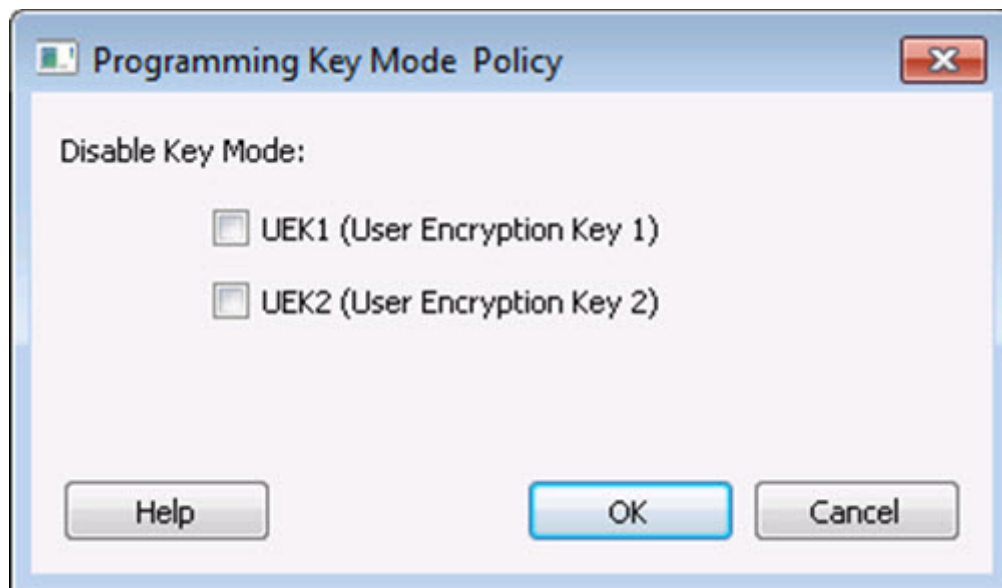 Programming Key Mode Policy
Disable Key Mode:
UEK1 (User Encryption Key 1)
UEK2 (User Encryption Key 2)
Help OK Cancel